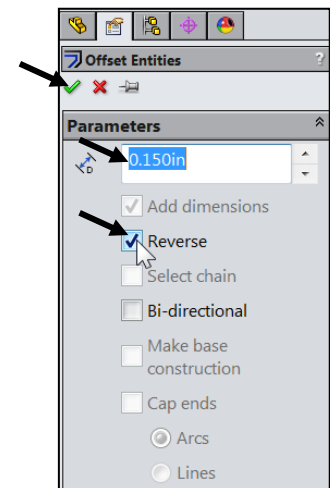 Offset Entities ?
Parameters
D
0.150in
Add dimensions
Reverse
Select chain
Bi-directional
Make base
construction
Cap ends
Arcs
Lines